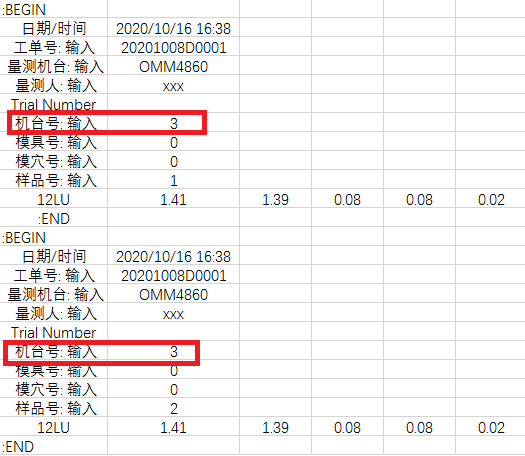 :BEGIN
日期/时间 2020/10/16 16:38
工单号: 输入 20201008D0001
量测机台: 输入 OMM4860
量测人: 输入 xxx
Trial Number
机台号: 输入 3
模具号: 输入 0
模穴号: 输入 0
样品号: 输入 1
12LU 1.41 1.39 0.08 0.08 0.02
:END
:BEGIN
日期/时间 2020/10/16 16:38
工单号: 输入 20201008D0001
量测机台: 输入 OMM4860
量测人: 输入 xxx
Trial Number
机台号: 输入 3
模具号: 输入 0
模穴号: 输入 0
样品号: 输入 2
12LU 1.41 1.39 0.08 0.08 0.02
:END